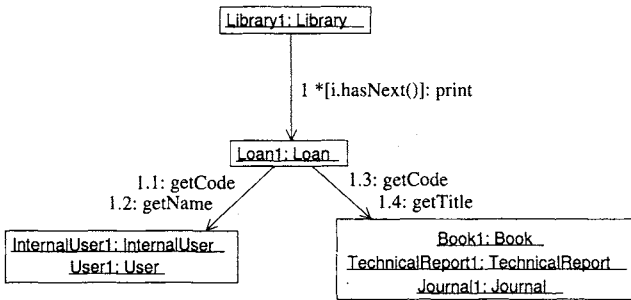 Library1: Library
1 *[i.hasNext()]: print
Loan1: Loan
1.1: getCode
1.2: getName
1.3: getCode
1.4: getTitle
InternalUser1: InternalUser
User1: User
Book1: Book
TechnicalReport1: TechnicalReport
Journal1: Journal